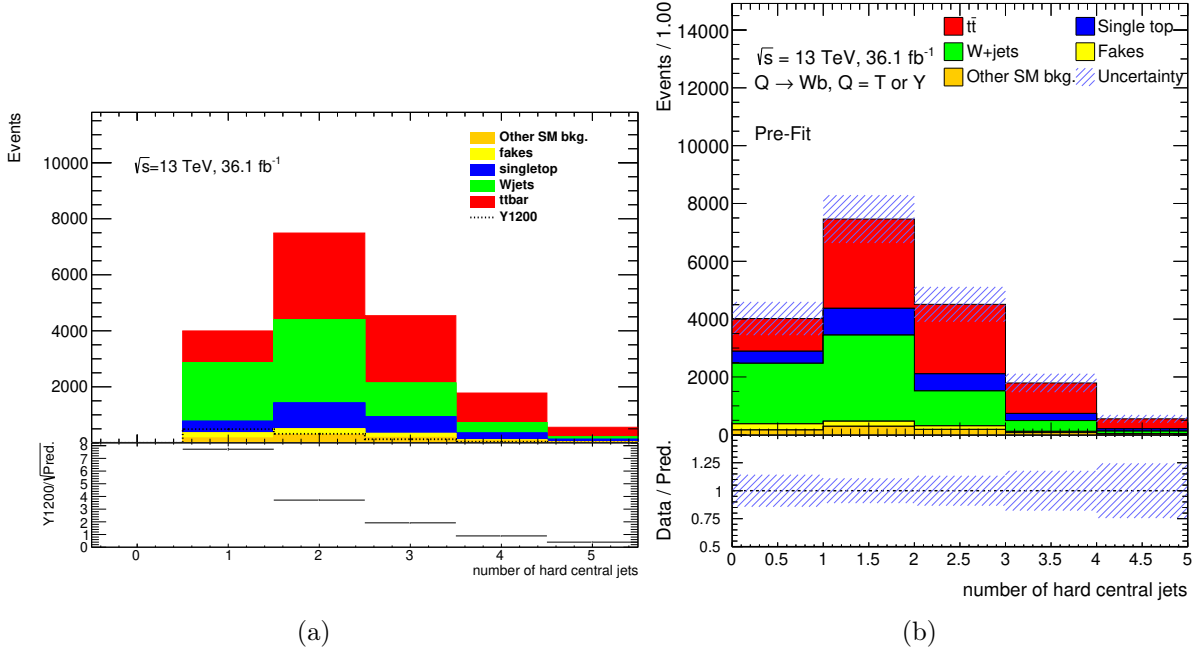 Events
10000
8000
6000
4000
2000
0
√s=13 TeV, 36.1 fb⁻¹
Other SM bkg.
fakes
singletop
Wjets
ttbar
Y1200
Y1200/√Pred.
8
7
6
5
4
3
2
1
0
0 1 2 3 4 5
number of hard central jets
(a)
Events / 1.00
14000
12000
10000
8000
6000
4000
2000
0
√s = 13 TeV, 36.1 fb⁻¹
Q → Wb, Q = T or Y
Pre-Fit
tt̄ Single top
W+jets Fakes
Other SM bkg. Uncertainty
Data / Pred.
1.25
1
0.75
0.5
0 0.5 1 1.5 2 2.5 3 3.5 4 4.5 5
number of hard central jets
(b)